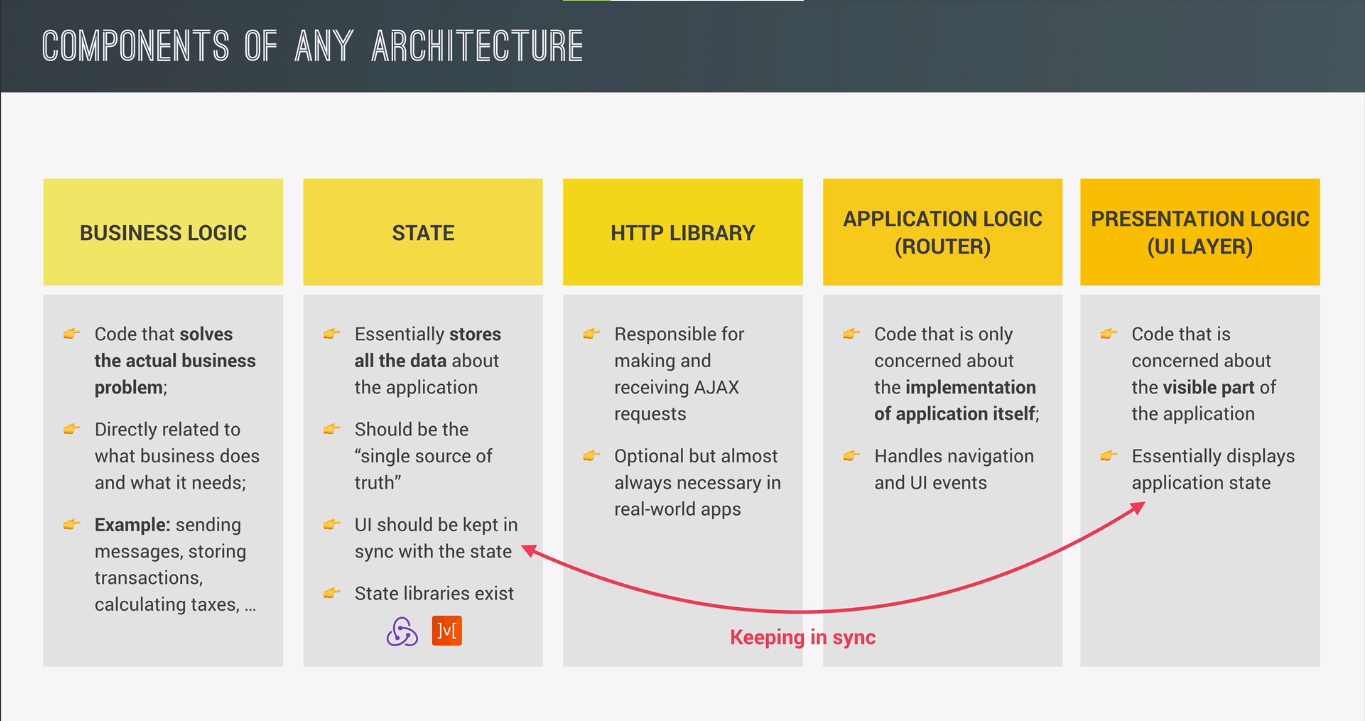 COMPONENTS OF ANY ARCHITECTURE
BUSINESS LOGIC
Code that solves
the actual business
problem;
Directly related to
what business does
and what it needs;
Example: sending
messages, storing
transactions,
calculating taxes, …
STATE
Essentially stores
all the data about
the application
Should be the
“single source of
truth”
UI should be kept in
sync with the state
State libraries exist
]v[
HTTP LIBRARY
Responsible for
making and
receiving AJAX
requests
Optional but almost
always necessary in
real-world apps
APPLICATION LOGIC
(ROUTER)
Code that is only
concerned about
the implementation
of application itself;
Handles navigation
and UI events
PRESENTATION LOGIC
(UI LAYER)
Code that is
concerned about
the visible part of
the application
Essentially displays
application state
Keeping in sync